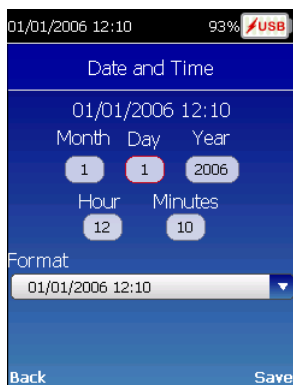 01/01/2006 12:10 93% USB
Date and Time
01/01/2006 12:10
Month Day Year
1 1 2006
Hour Minutes
12 10
Format
01/01/2006 12:10
Back Save